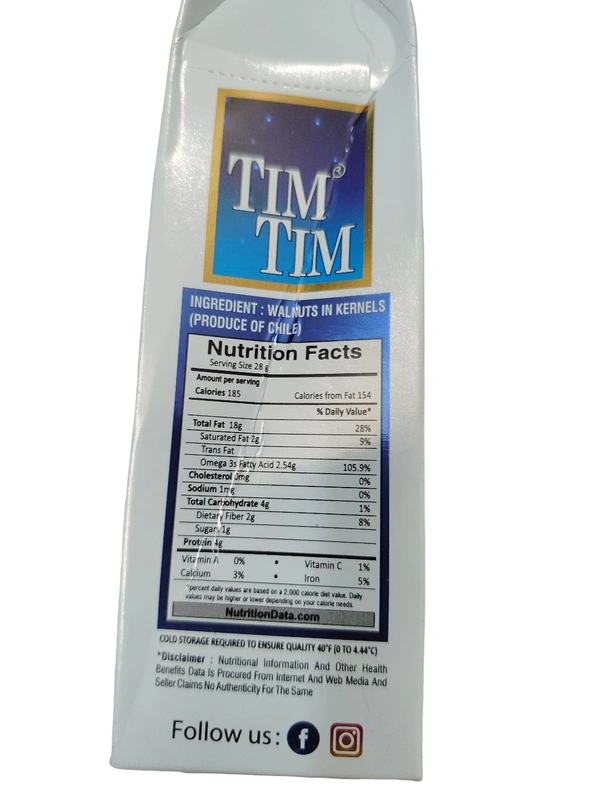 TIM®
TIM
INGREDIENT : WALNUTS IN KERNELS
(PRODUCE OF CHILE)
Nutrition Facts
Serving Size 28 g
Amount per serving
Calories 185 Calories from Fat 154
% Daily Value*
Total Fat 18g 28%
Saturated Fat 2g 9%
Trans Fat
Omega 3s Fatty Acid 2.54g 105.9%
Cholesterol 0mg 0%
Sodium 1mg 0%
Total Carbohydrate 4g 1%
Dietary Fiber 2g 8%
Sugars 1g
Protein 4g
Vitamin A 0% • Vitamin C 1%
Calcium 3% • Iron 5%
*percent daily values are based on a 2,000 calorie diet value. Daily
values may be higher or lower depending on your calorie needs.
NutritionData.com
COLD STORAGE REQUIRED TO ENSURE QUALITY 40°F (0 TO 4.44°C)
*Disclaimer : Nutritional Information And Other Health
Benefits Data Is Procured From Internet And Web Media And
Seller Claims No Authenticity For The Same
Follow us: